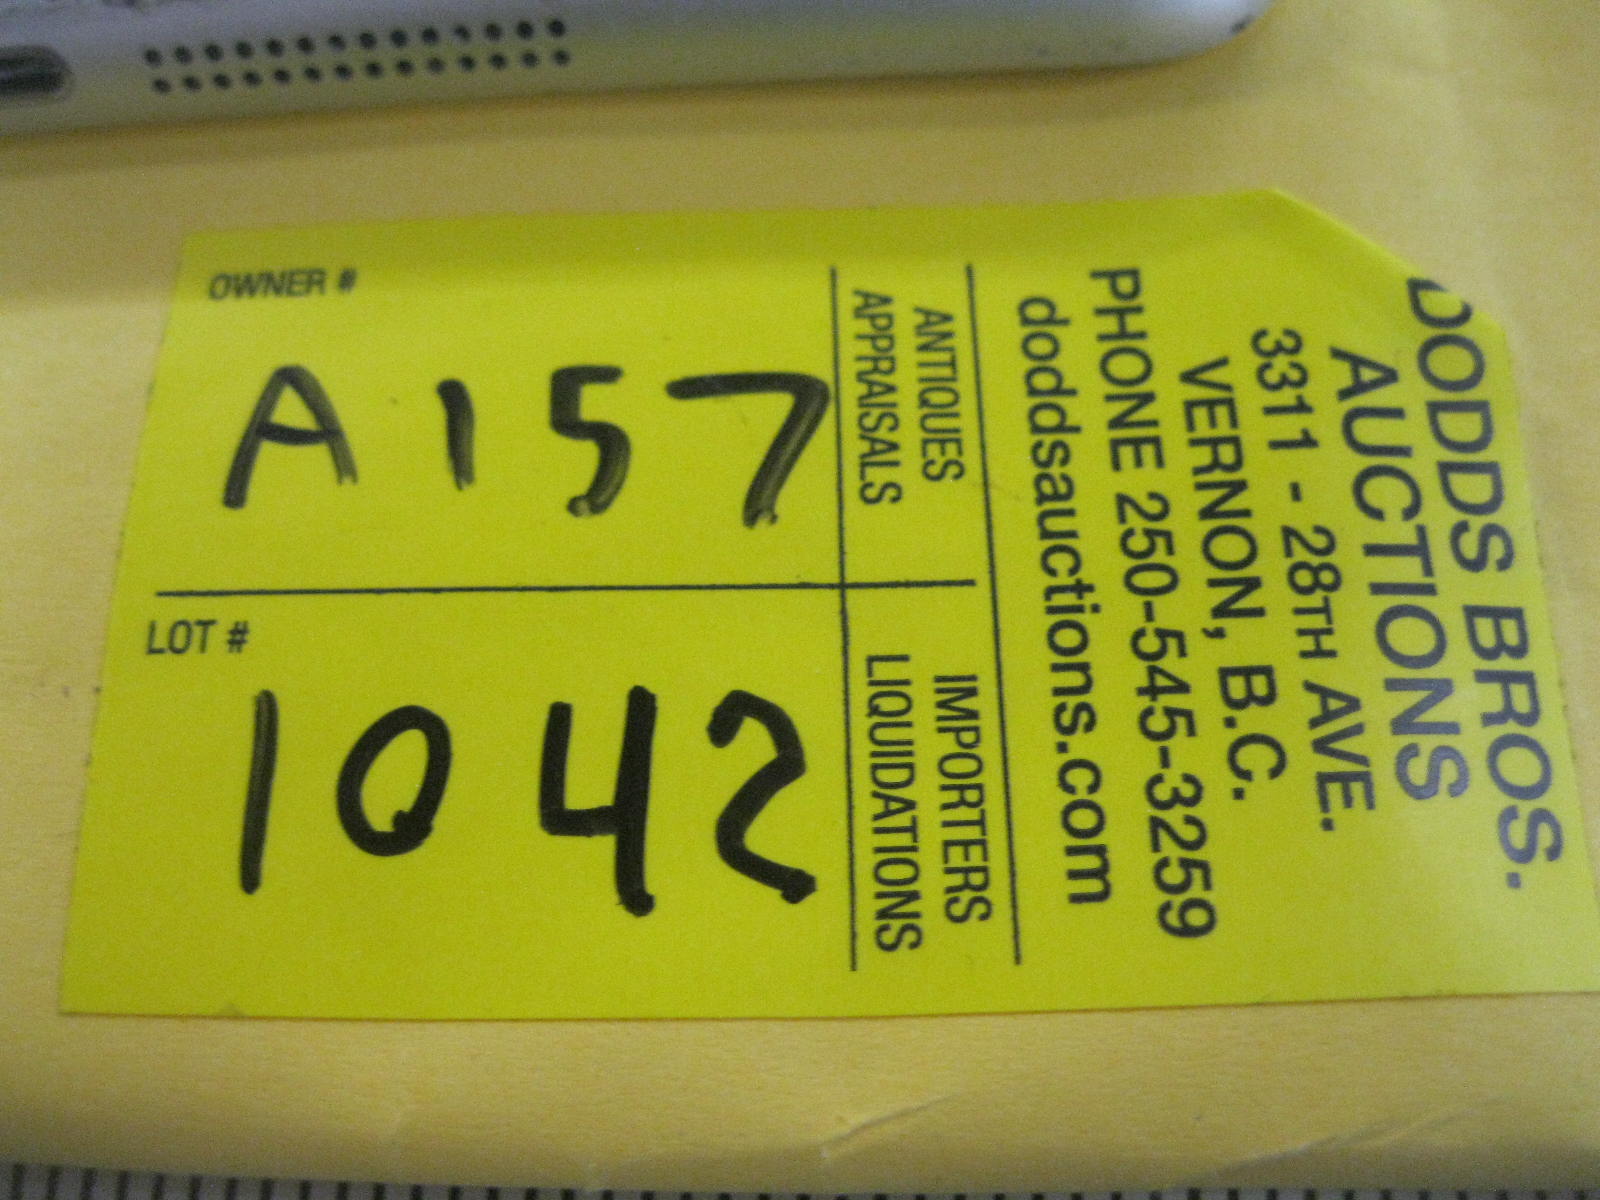 DODDS BROS.
AUCTIONS
3311 - 28TH AVE.
VERNON, B.C.
PHONE 250-545-3259
doddsauctions.com
ANTIQUES
APPRAISALS
IMPORTERS
LIQUIDATIONS
OWNER #
A157
LOT #
1042